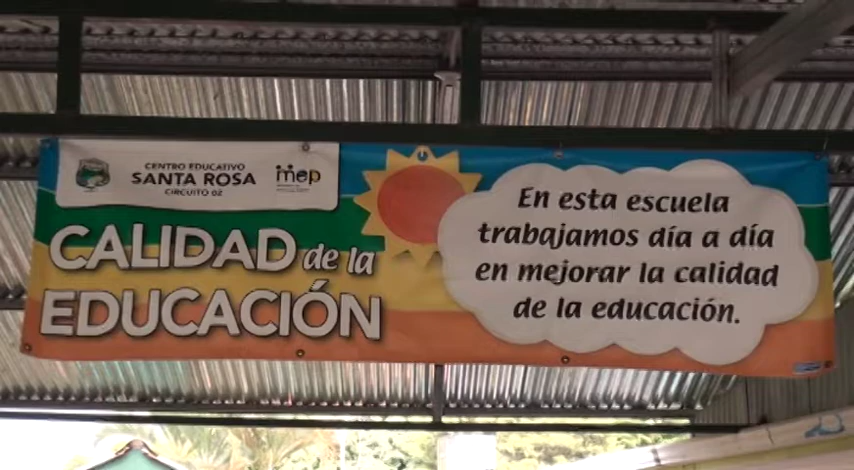 CENTRO EDUCATIVO
SANTA ROSA
CIRCUITO 02
mep
CALIDAD de la
EDUCACIÓN
En esta escuela
trabajamos día a día
en mejorar la calidad
de la educación.